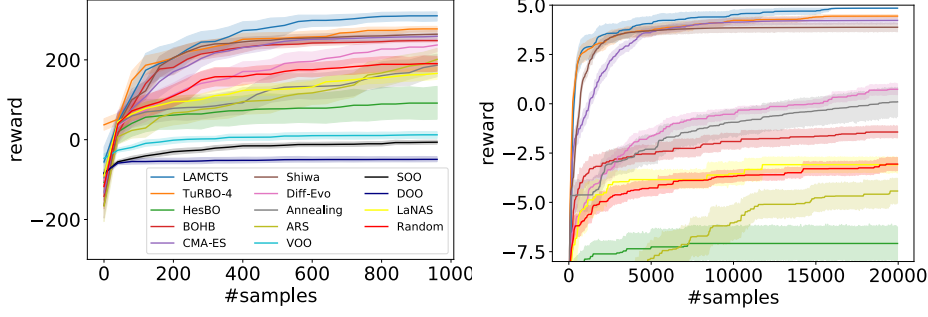 200
0
−200
reward
0
200
400
600
800
1000
#samples
LAMCTS
TuRBO-4
HesBO
BOHB
CMA-ES
Shiwa
Diff-Evo
Annealing
ARS
VOO
SOO
DOO
LaNAS
Random
5.0
2.5
0.0
−2.5
−5.0
−7.5
reward
0
5000
10000
15000
20000
#samples